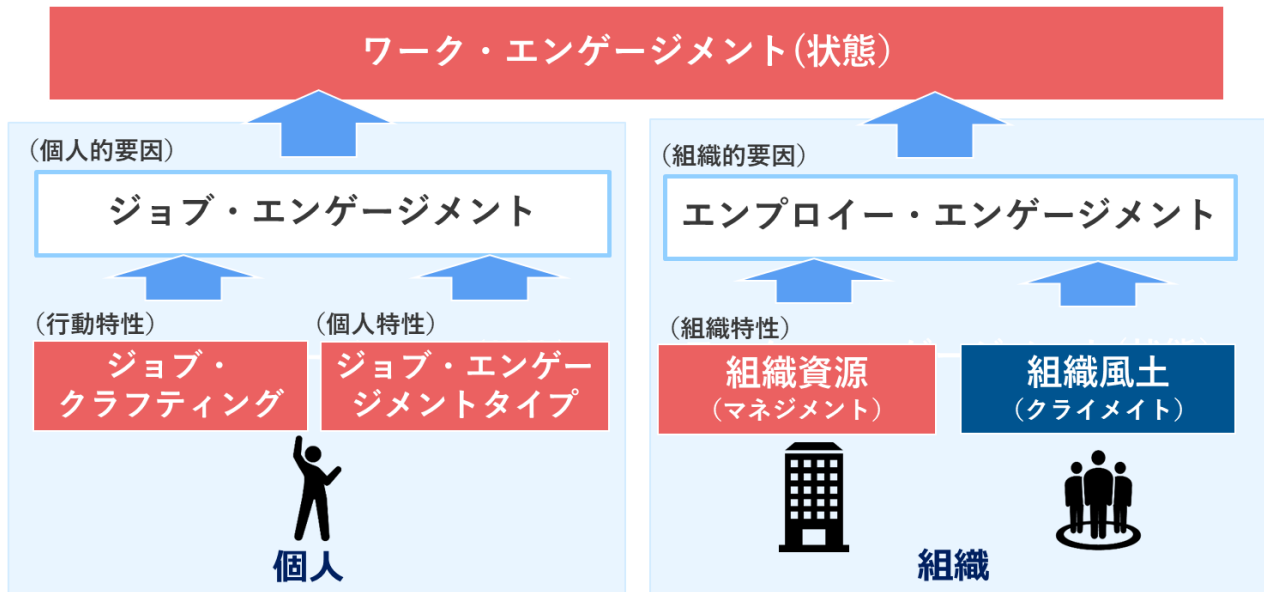 ワーク・エンゲージメント(状態)
(個人的要因)
ジョブ・エンゲージメント
(行動特性)
(個人特性)
ジョブ・
クラフティング
ジョブ・エンゲー
ジメントタイプ
個人
(組織的要因)
エンプロイー・エンゲージメント
(組織特性)
組織資源
(マネジメント)
組織風土
(クライメイト)
組織